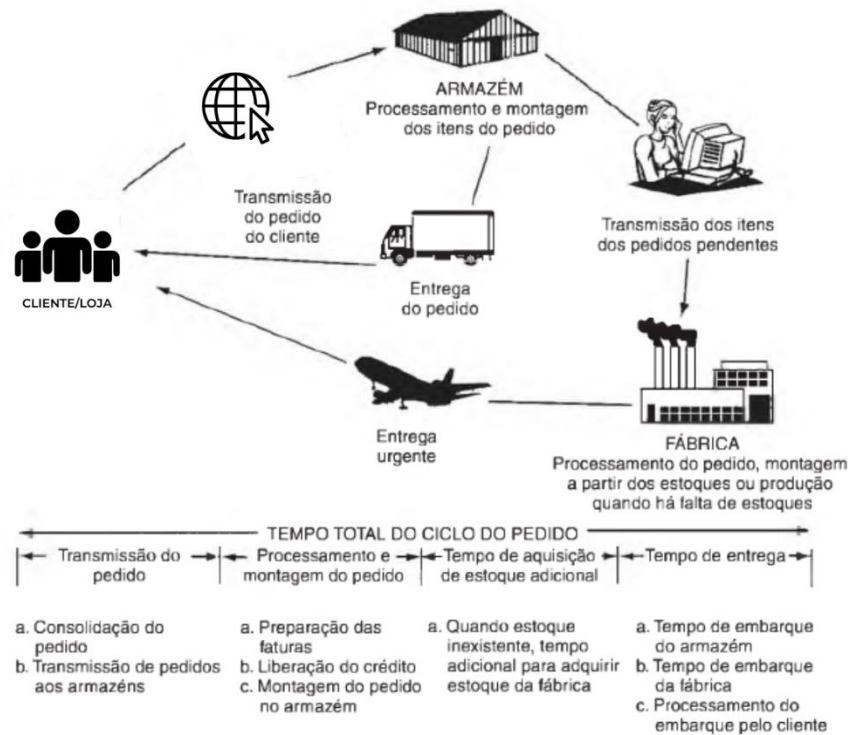 ARMAZÉM
Processamento e montagem
dos itens do pedido
Transmissão
do pedido
do cliente
Transmissão dos itens
dos pedidos pendentes
CLIENTE/LOJA
Entrega
do pedido
Entrega
urgente
FÁBRICA
Processamento do pedido, montagem
a partir dos estoques ou produção
quando há falta de estoques
TEMPO TOTAL DO CICLO DO PEDIDO
Transmissão do
pedido
Processamento e
montagem do pedido
Tempo de aquisição
de estoque adicional
Tempo de entrega
a. Consolidação do
pedido
b. Transmissão de pedidos
aos armazéns
a. Preparação das
faturas
b. Liberação do crédito
c. Montagem do pedido
no armazém
a. Quando estoque
inexistente, tempo
adicional para adquirir
estoque da fábrica
a. Tempo de embarque
do armazém
b. Tempo de embarque
da fábrica
c. Processamento do
embarque pelo cliente